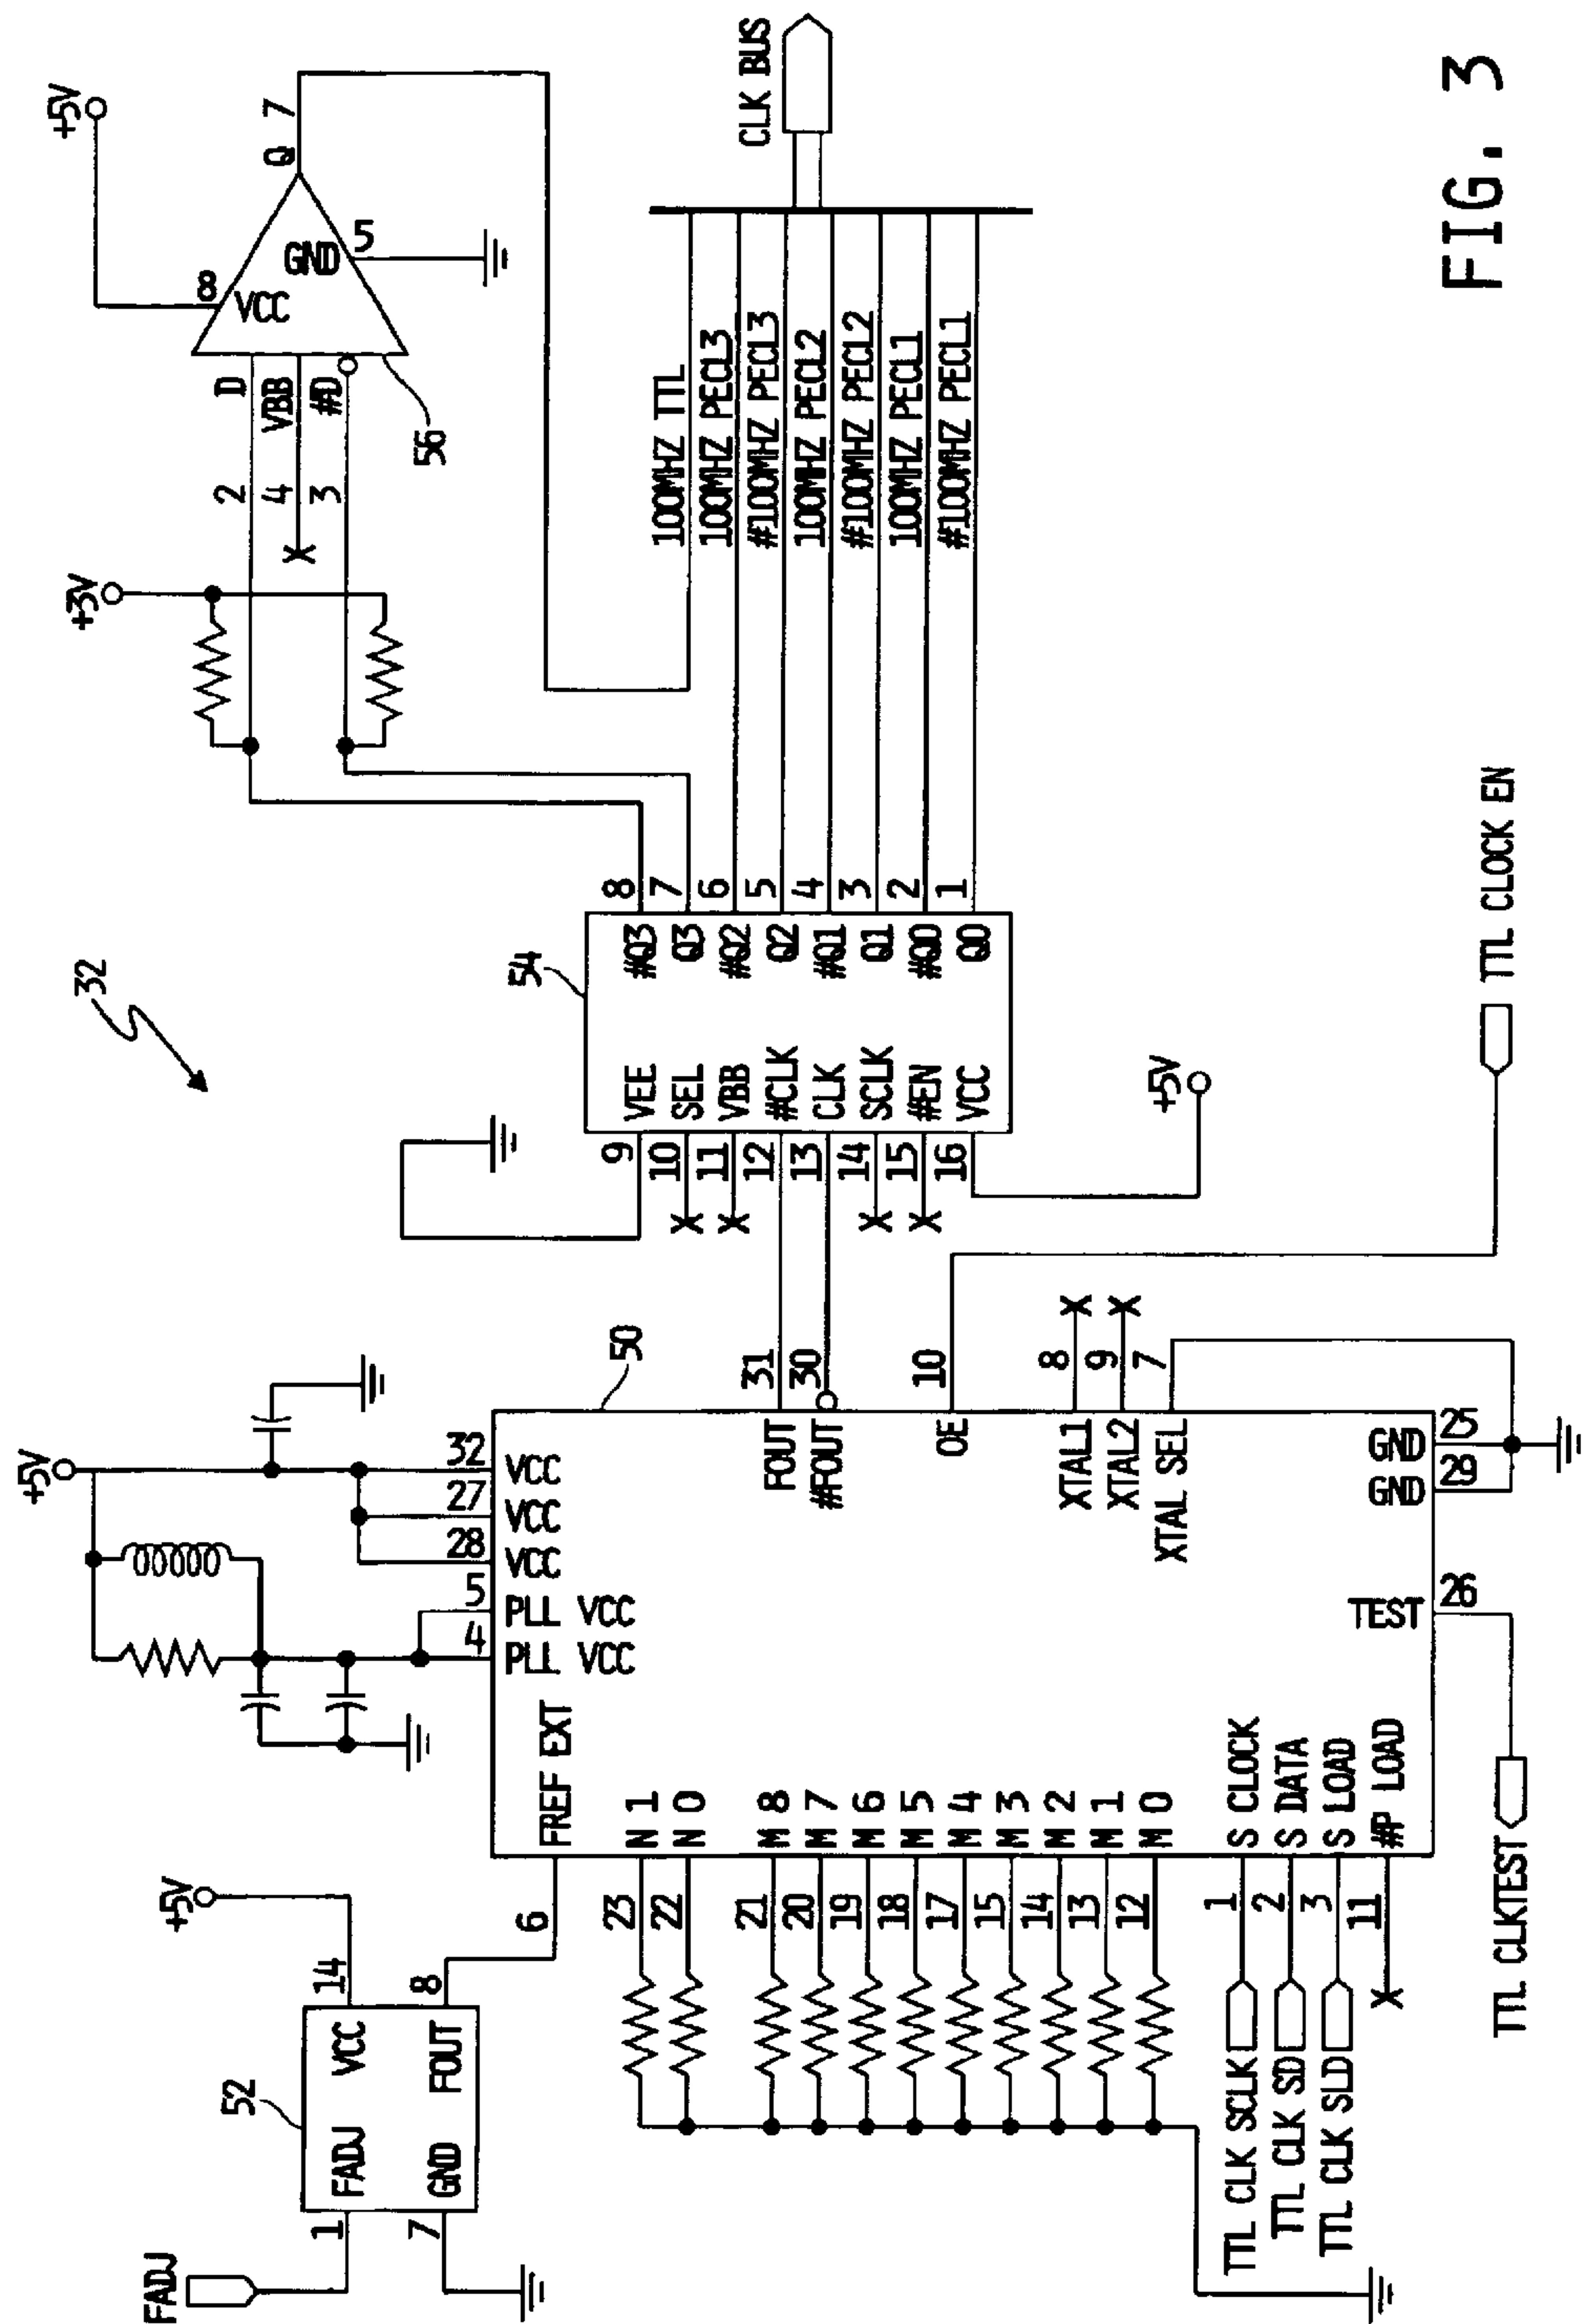 32
FADJ
1
FADJ
VCC
14
+5V
52
7
GND
FOUT
8
6
FREF EXT
+5V
4
PLL VCC
5
PLL VCC
28
VCC
27
VCC
32
VCC
50
23
N 1
22
N 0
21
M 8
20
M 7
19
M 6
18
M 5
17
M 4
15
M 3
14
M 2
13
M 1
12
M 0
TTL CLK SCLK
1
S CLOCK
TTL CLK SD
2
S DATA
TTL CLK SLD
3
S LOAD
11
#P LOAD
TTL CLKTEST
TEST
26
GND
29
GND
25
FOUT
31
#FOUT
30
OE
10
TTL CLOCK EN
XTAL1
8
XTAL2
9
XTAL SEL
7
54
9
VEE
#Q3
8
10
SEL
Q3
7
11
VBB
#Q2
6
12
#CLK
Q2
5
13
CLK
#Q1
4
14
SCLK
Q1
3
15
#EN
#Q0
2
16
VCC
Q0
1
+5V
+3V
2
D
4
VBB
3
#D
56
8
VCC
+5V
GND
5
Q
7
100MHZ TTL
100MHZ PECL3
#100MHZ PECL3
100MHZ PECL2
#100MHZ PECL2
100MHZ PECL1
#100MHZ PECL1
CLK BUS
FIG. 3